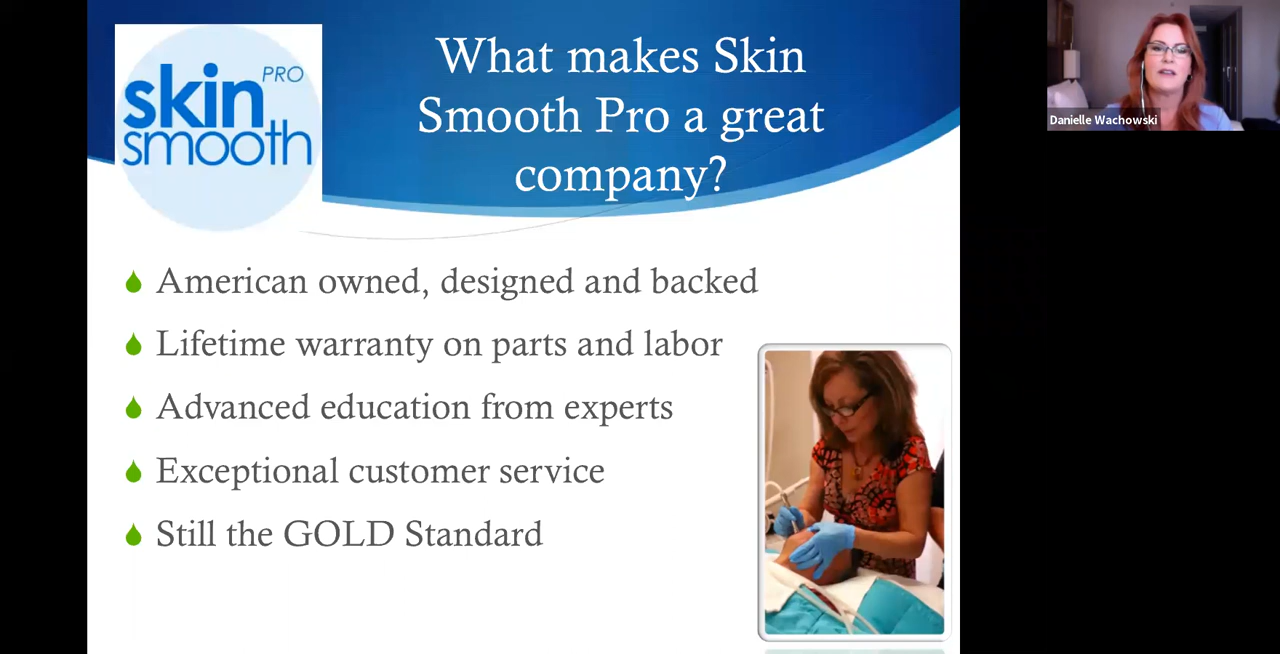 PRO
skin
smooth
What makes Skin
Smooth Pro a great
company?
Danielle Wachowski
American owned, designed and backed
Lifetime warranty on parts and labor
Advanced education from experts
Exceptional customer service
Still the GOLD Standard